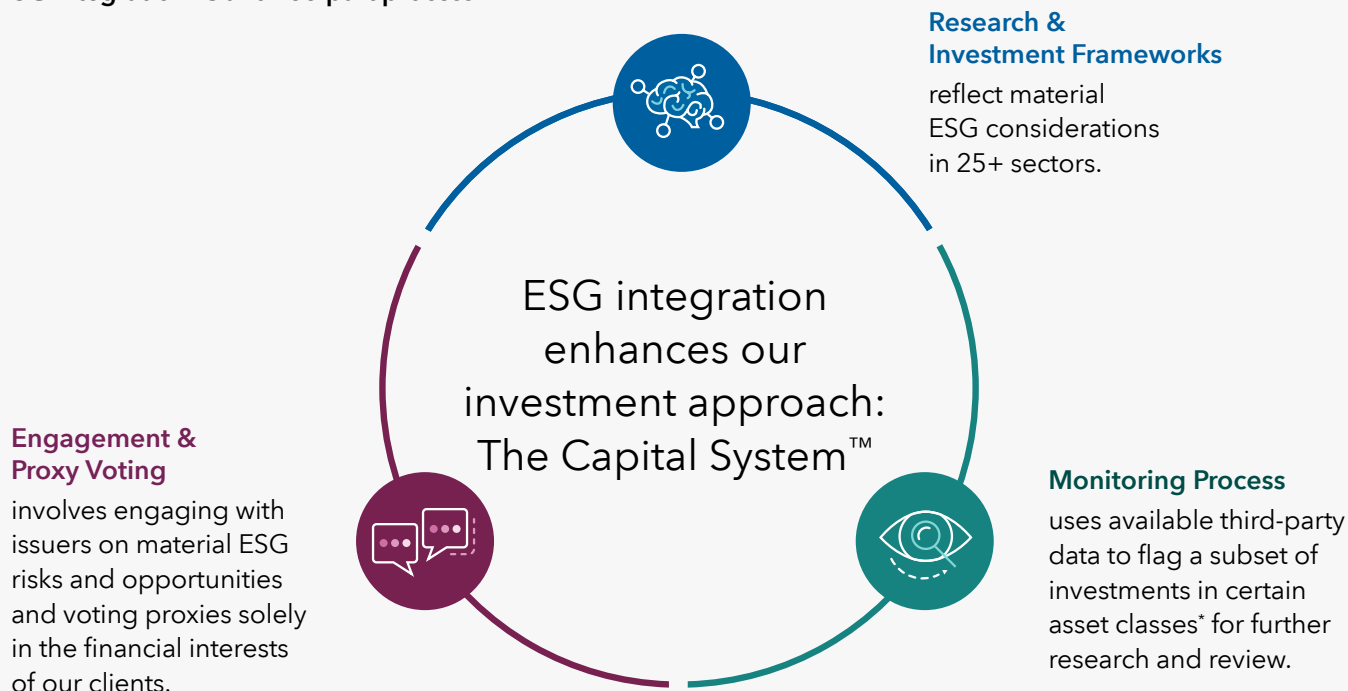 Research &
Investment Frameworks
reflect material
ESG considerations
in 25+ sectors.
ESG integration
enhances our
investment approach:
The Capital System™
Engagement &
Proxy Voting
involves engaging with
issuers on material ESG
risks and opportunities
and voting proxies solely
in the financial interests
of our clients.
Monitoring Process
uses available third-party
data to flag a subset of
investments in certain
asset classes* for further
research and review.